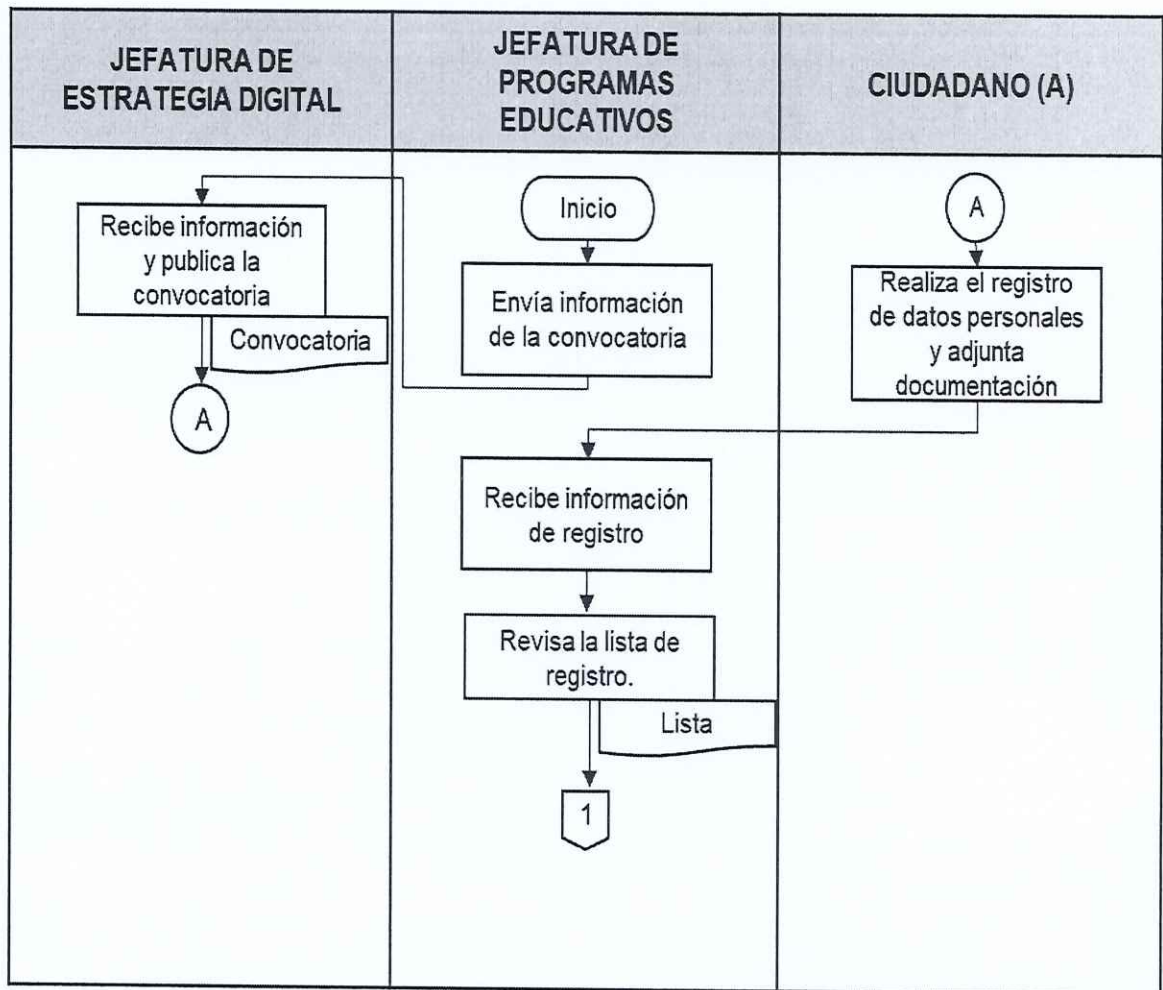 JEFATURA DE
ESTRATEGIA DIGITAL
JEFATURA DE
PROGRAMAS
EDUCATIVOS
CIUDADANO (A)
Recibe información
y publica la
convocatoria
Convocatoria
A
Inicio
Envía información
de la convocatoria
A
Realiza el registro
de datos personales
y adjunta
documentación
Recibe información
de registro
Revisa la lista de
registro.
Lista
1